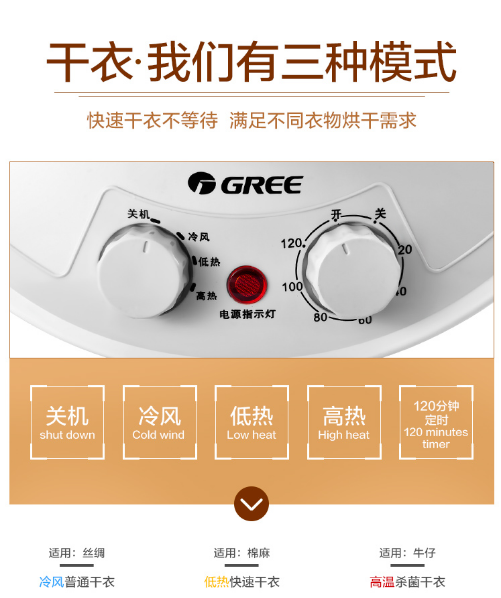 干衣·我们有三种模式
快速干衣不等待 满足不同衣物烘干需求
GREE
关机
冷风
低热
高热
电源指示灯
开
关
120
20
100
80
60
关机
shut down
冷风
Cold wind
低热
Low heat
高热
High heat
120分钟
定时
120 minutes
timer
适用：丝绸
冷风普通干衣
适用：棉麻
低热快速干衣
适用：牛仔
高温杀菌干衣